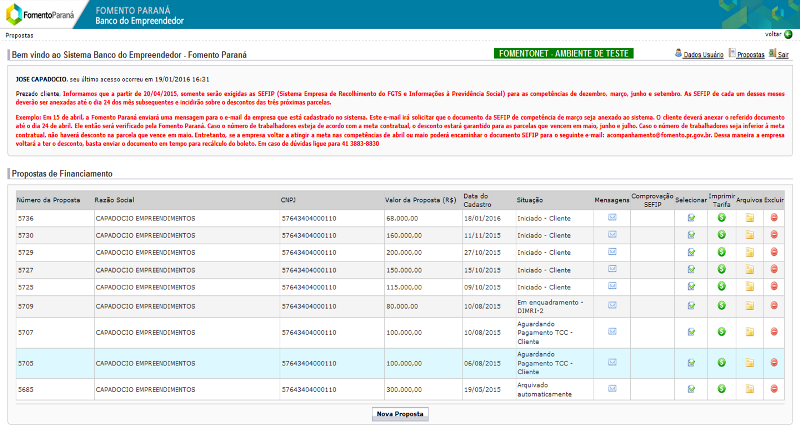 FomentoParaná
FOMENTO PARANÁ
Banco do Empreendedor
Propostas
voltar
Bem vindo ao Sistema Banco do Empreendedor - Fomento Paraná
FOMENTONET - AMBIENTE DE TESTE
Dados Usuário
Propostas
Sair
JOSE CAPADOCIO, seu último acesso ocorreu em 19/01/2016 16:31
Prezado cliente. Informamos que a partir de 20/04/2015, somente serão exigidas as SEFIP (Sistema Empresa de Recolhimento do FGTS e Informações à Previdência Social) para as competências de dezembro, março, junho e setembro. As SEFIP de cada um desses meses
deverão ser anexadas até o dia 24 dos mês subsequentes e incidirão sobre o descontos das três próximas parcelas.
Exemplo: Em 15 de abril, a Fomento Paraná enviará uma mensagem para o e-mail da empresa que está cadastrado no sistema. Este e-mail irá solicitar que o documento da SEFIP de competência de março seja anexado ao sistema. O cliente deverá anexar o referido documento
até o dia 24 de abril. Ele então será verificado pela Fomento Paraná. Caso o número de trabalhadores esteja de acordo com a meta contratual, o desconto estará garantido para as parcelas que vencem em maio, junho e julho. Caso o número de trabalhadores seja inferior à meta
contratual, não haverá desconto na parcela que vence em maio. Entretanto, se a empresa voltar a atingir a meta nas competências de abril ou maio poderá encaminhar o documento SEFIP para o seguinte e-mail: acompanhamento@fomento.pr.gov.br. Dessa maneira a empresa
voltará a ter o desconto, basta enviar o documento em tempo para recálculo do boleto. Em caso de dúvidas ligue para 41 3883-8830
Propostas de Financiamento
Número da Proposta Razão Social CNPJ Valor da Proposta (R$) Data do Cadastro Situação Mensagens Comprovação SEFIP Selecionar Imprimir Tarifa Arquivos Excluir
5736 CAPADOCIO EMPREENDIMENTOS 57643404000110 68.000,00 18/01/2016 Iniciado - Cliente
5730 CAPADOCIO EMPREENDIMENTOS 57643404000110 160.000,00 11/11/2015 Iniciado - Cliente
5729 CAPADOCIO EMPREENDIMENTOS 57643404000110 200.000,00 27/10/2015 Iniciado - Cliente
5727 CAPADOCIO EMPREENDIMENTOS 57643404000110 150.000,00 15/10/2015 Iniciado - Cliente
5725 CAPADOCIO EMPREENDIMENTOS 57643404000110 115.000,00 09/10/2015 Iniciado - Cliente
5709 CAPADOCIO EMPREENDIMENTOS 57643404000110 80.000,00 10/08/2015 Em enquadramento - DIMRI-2
5707 CAPADOCIO EMPREENDIMENTOS 57643404000110 100.000,00 10/08/2015 Aguardando Pagamento TCC - Cliente
5705 CAPADOCIO EMPREENDIMENTOS 57643404000110 100.000,00 06/08/2015 Aguardando Pagamento TCC - Cliente
5685 CAPADOCIO EMPREENDIMENTOS 57643404000110 300.000,00 19/05/2015 Arquivado automaticamente
Nova Proposta